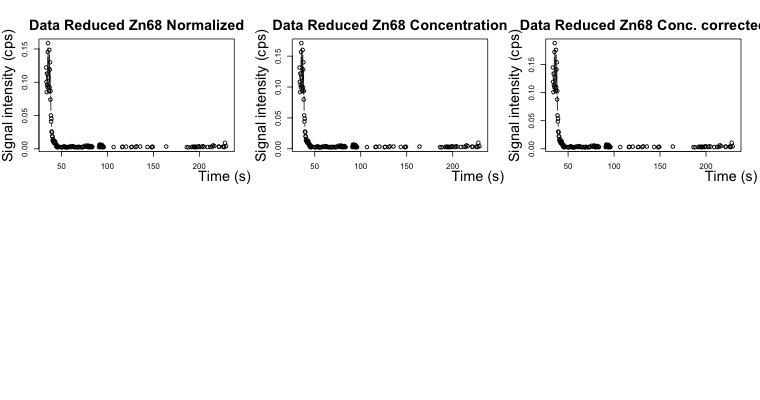 Data Reduced Zn68 Normalized
Signal intensity (cps)
0.00 0.05 0.10 0.15
50 100 150 200
Time (s)
Data Reduced Zn68 Concentration
Signal intensity (cps)
0.00 0.05 0.10 0.15
50 100 150 200
Time (s)
Data Reduced Zn68 Conc. corrected
Signal intensity (cps)
0.00 0.05 0.10 0.15
50 100 150 200
Time (s)